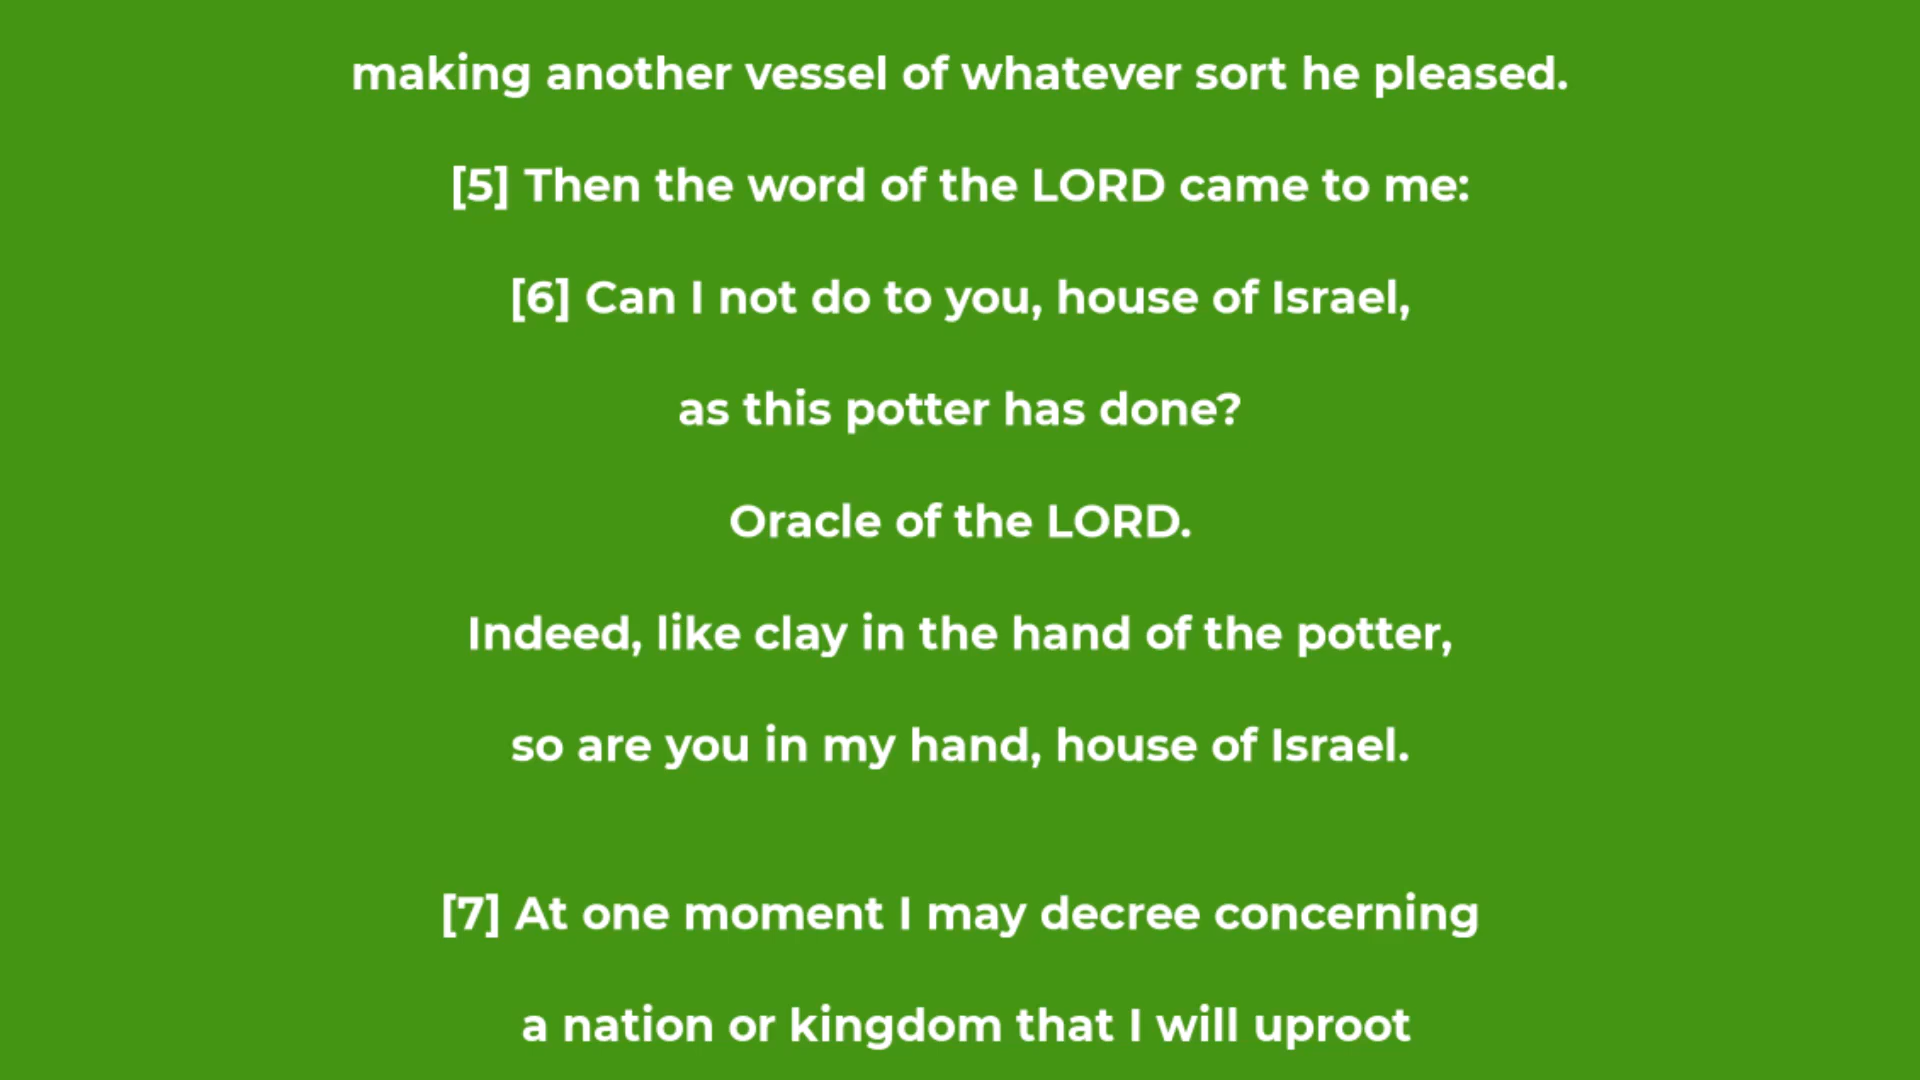 making another vessel of whatever sort he pleased.
[5] Then the word of the LORD came to me:
[6] Can I not do to you, house of Israel,
as this potter has done?
Oracle of the LORD.
Indeed, like clay in the hand of the potter,
so are you in my hand, house of Israel.
[7] At one moment I may decree concerning
a nation or kingdom that I will uproot